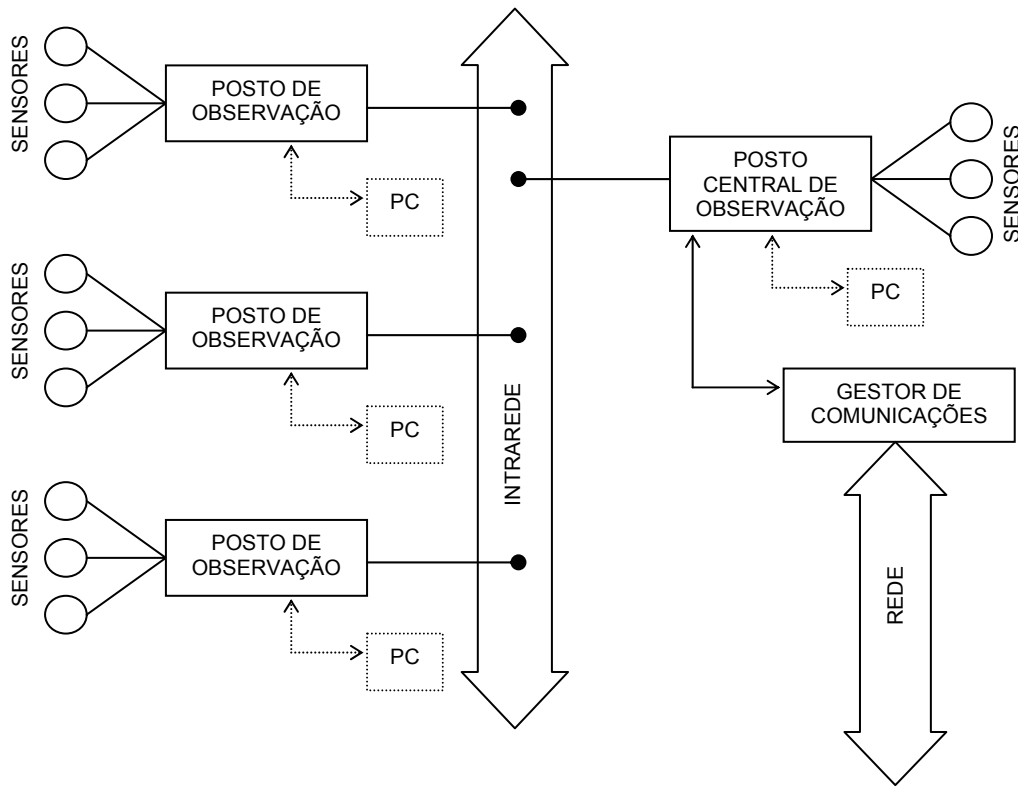 SENSORES
POSTO DE
OBSERVAÇÃO
PC
SENSORES
POSTO DE
OBSERVAÇÃO
PC
SENSORES
POSTO DE
OBSERVAÇÃO
PC
INTRAREDE
POSTO
CENTRAL DE
OBSERVAÇÃO
SENSORES
PC
GESTOR DE
COMUNICAÇÕES
REDE